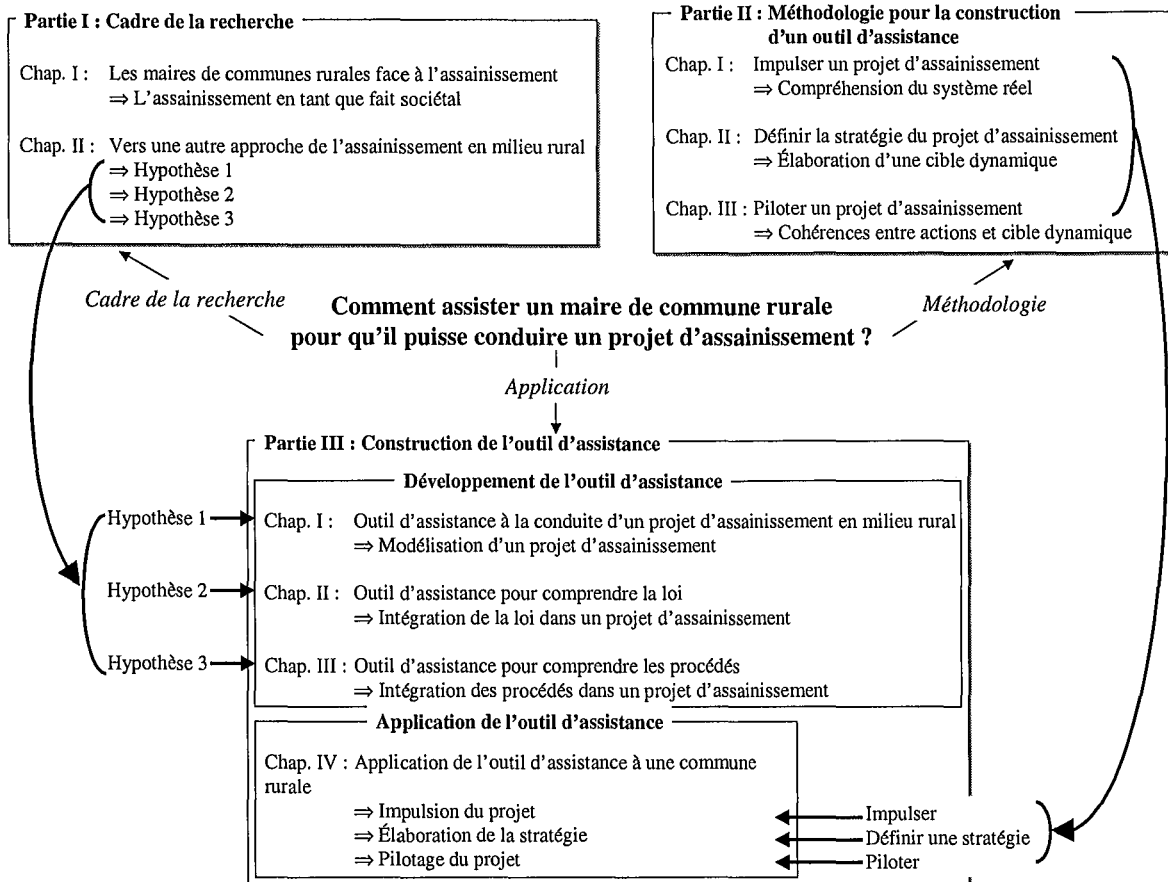 Partie I : Cadre de la recherche
Chap. I : Les maires de communes rurales face à l'assainissement
⇒ L'assainissement en tant que fait sociétal
Chap. II : Vers une autre approche de l'assainissement en milieu rural
⇒ Hypothèse 1
⇒ Hypothèse 2
⇒ Hypothèse 3
Partie II : Méthodologie pour la construction
d'un outil d'assistance
Chap. I : Impulser un projet d'assainissement
⇒ Compréhension du système réel
Chap. II : Définir la stratégie du projet d'assainissement
⇒ Élaboration d'une cible dynamique
Chap. III : Piloter un projet d'assainissement
⇒ Cohérences entre actions et cible dynamique
Cadre de la recherche
Méthodologie
Comment assister un maire de commune rurale
pour qu'il puisse conduire un projet d'assainissement ?
Application
Partie III : Construction de l'outil d'assistance
Développement de l'outil d'assistance
Hypothèse 1
Chap. I : Outil d'assistance à la conduite d'un projet d'assainissement en milieu rural
⇒ Modélisation d'un projet d'assainissement
Hypothèse 2
Chap. II : Outil d'assistance pour comprendre la loi
⇒ Intégration de la loi dans un projet d'assainissement
Hypothèse 3
Chap. III : Outil d'assistance pour comprendre les procédés
⇒ Intégration des procédés dans un projet d'assainissement
Application de l'outil d'assistance
Chap. IV : Application de l'outil d'assistance à une commune
rurale
⇒ Impulsion du projet
⇒ Élaboration de la stratégie
⇒ Pilotage du projet
Impulser
Définir une stratégie
Piloter